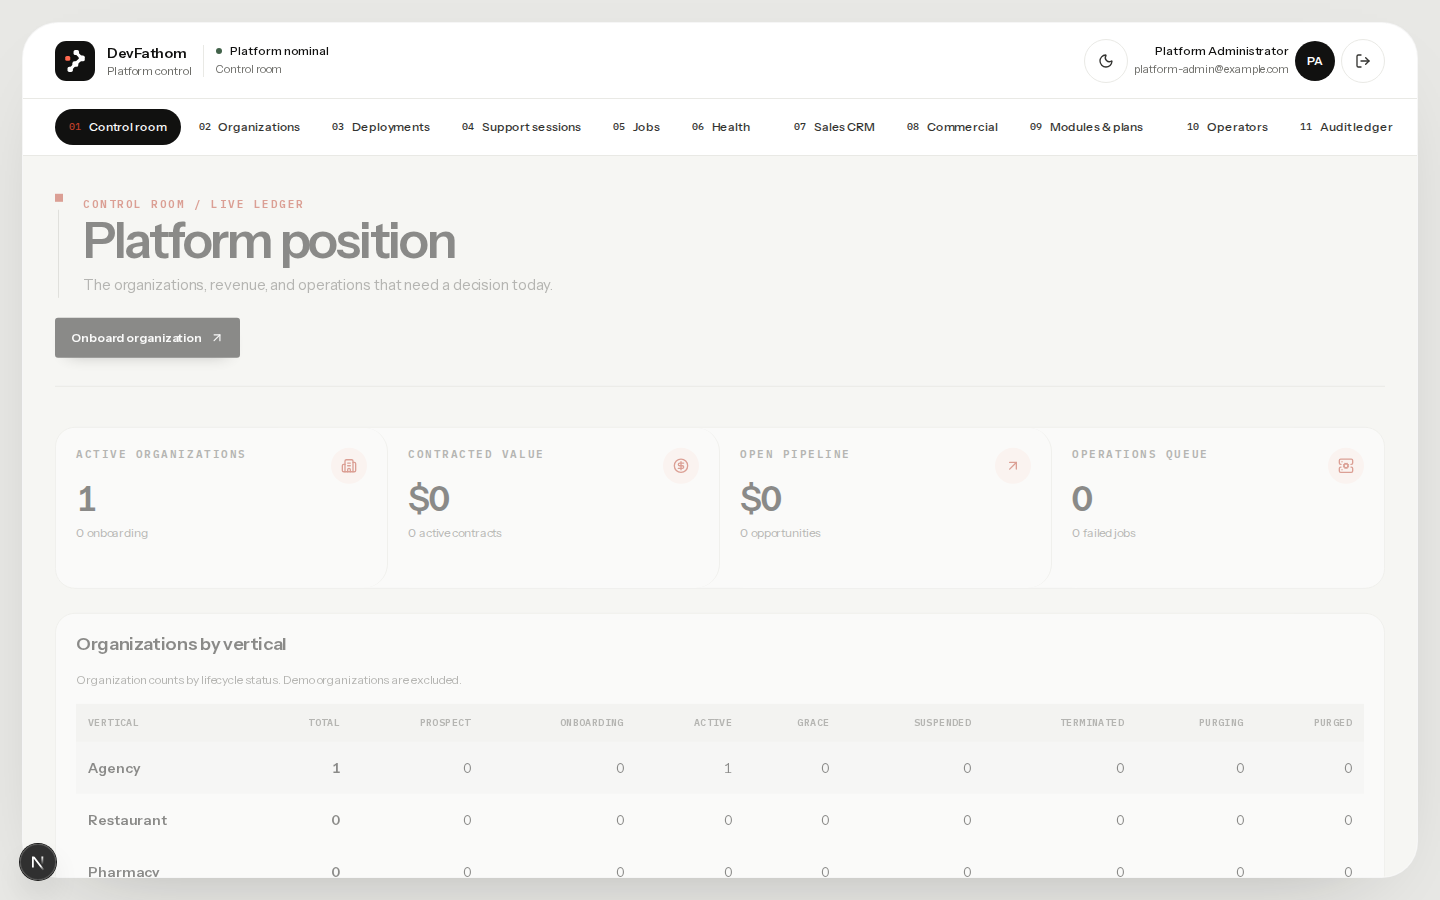 DevFathom
Platform control
Platform nominal
Control room
Platform Administrator
platform-admin@example.com
PA
01 Control room
02 Organizations
03 Deployments
04 Support sessions
05 Jobs
06 Health
07 Sales CRM
08 Commercial
09 Modules & plans
10 Operators
11 Audit ledger
CONTROL ROOM / LIVE LEDGER
Platform position
The organizations, revenue, and operations that need a decision today.
Onboard organization
ACTIVE ORGANIZATIONS
1
0 onboarding
CONTRACTED VALUE
$0
0 active contracts
OPEN PIPELINE
$0
0 opportunities
OPERATIONS QUEUE
0
0 failed jobs
Organizations by vertical
Organization counts by lifecycle status. Demo organizations are excluded.
VERTICAL TOTAL PROSPECT ONBOARDING ACTIVE GRACE SUSPENDED TERMINATED PURGING PURGED
Agency 1 0 0 1 0 0 0 0 0
Restaurant 0 0 0 0 0 0 0 0 0
Pharmacy 0 0 0 0 0 0 0 0 0
N